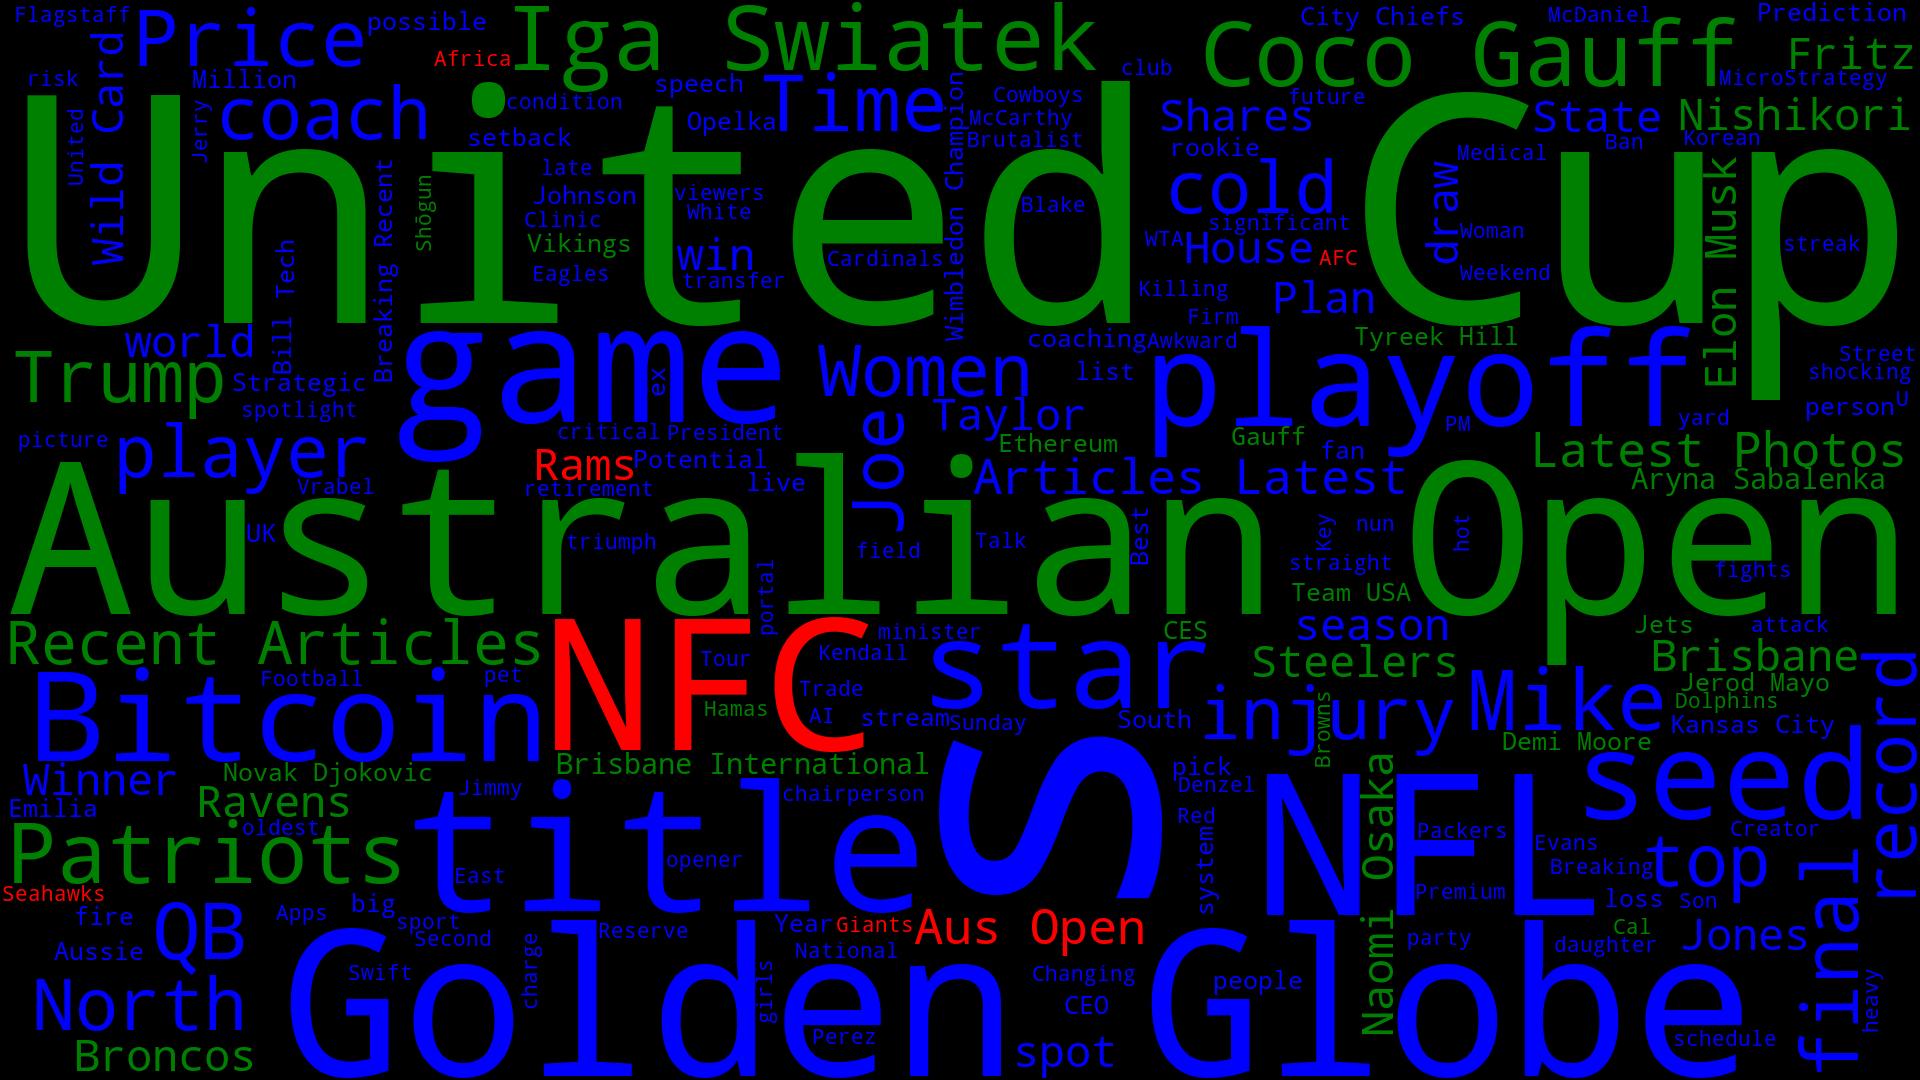 Flagstaff
Price
possible
Iga Swiatek
Coco Gauff
City Chiefs
McDaniel
Prediction
Fritz
Africa
risk
Million
Wild Card
speech
Time
club
MicroStrategy
coach
condition
Cowboys
McCarthy
Brutalist
Shares
future
State
Nishikori
United
Jerry
setback
Opelka
Wimbledon Champion
rookie
Medical
Ban
Korean
United Cup
late
Johnson
Clinic
Vikings
Eagles
Shōgun
viewers
White
win
transfer
Cardinals
Blake
cold
significant
WTA
House
AFC
draw
Woman
Weekend
Elon Musk
streak
Bill Tech
Breaking Recent
Killing
Firm
Plan
world
Trump
Strategic
spotlight
game
ex
Women
coaching
Awkward
list
Tyreek Hill
playoff
Street
shocking
person
U
yard
PM
picture
player
Vrabel
critical
President
Rams
Potential
retirement
live
Joe
Taylor
Ethereum
Gauff
fan
Articles Latest
Latest Photos
Aryna Sabalenka
Australian Open
UK
triumph
field
Talk
Best
Key
nun
hot
straight
fights
Team USA
portal
Recent Articles
NFC
minister
Kendall
star
CES
season
Steelers
Jets
attack
Brisbane
Jerod Mayo
Dolphins
Kansas City
record
Football
pet
Bitcoin
Tour
Trade
Hamas
AI
stream
Sunday
South
injury
Browns
Mike
Demi Moore
Winner
Novak Djokovic
Brisbane International
Emilia
Ravens
Jimmy
chairperson
S
pick
Denzel
Red
NFL
Naomi Osaka
seed
oldest
Patriots
title
opener
East
system
Packers
Premium
Evans
Breaking
Creator
top
Seahawks
fire
Apps
big
sport
Second
Reserve
Year
Giants
Aus Open
National
loss
Son
Cal
final
Aussie
QB
party
daughter
Jones
North
Swift
charge
Golden Globe
girls
Changing
CEO
people
heavy
Broncos
Perez
spot
schedule